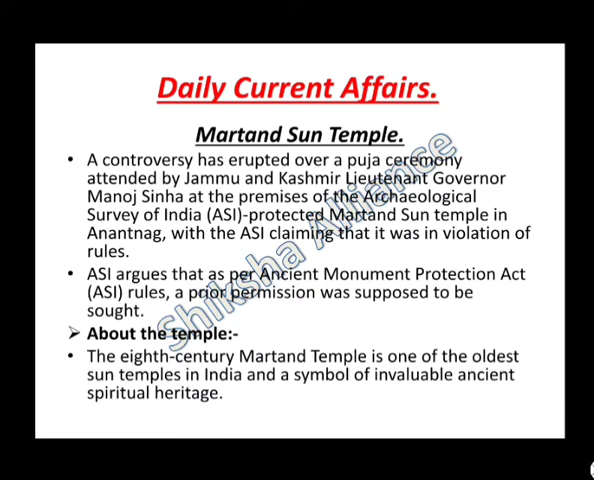 Daily Current Affairs.
Martand Sun Temple.
• A controversy has erupted over a puja ceremony
attended by Jammu and Kashmir Lieutenant Governor
Manoj Sinha at the premises of the Archaeological
Survey of India (ASI)-protected Martand Sun temple in
Anantnag, with the ASI claiming that it was in violation of
rules.
• ASI argues that as per Ancient Monument Protection Act
(ASI) rules, a prior permission was supposed to be
sought.
➢ About the temple:-
• The eighth-century Martand Temple is one of the oldest
sun temples in India and a symbol of invaluable ancient
spiritual heritage.
Shiksha Alliance